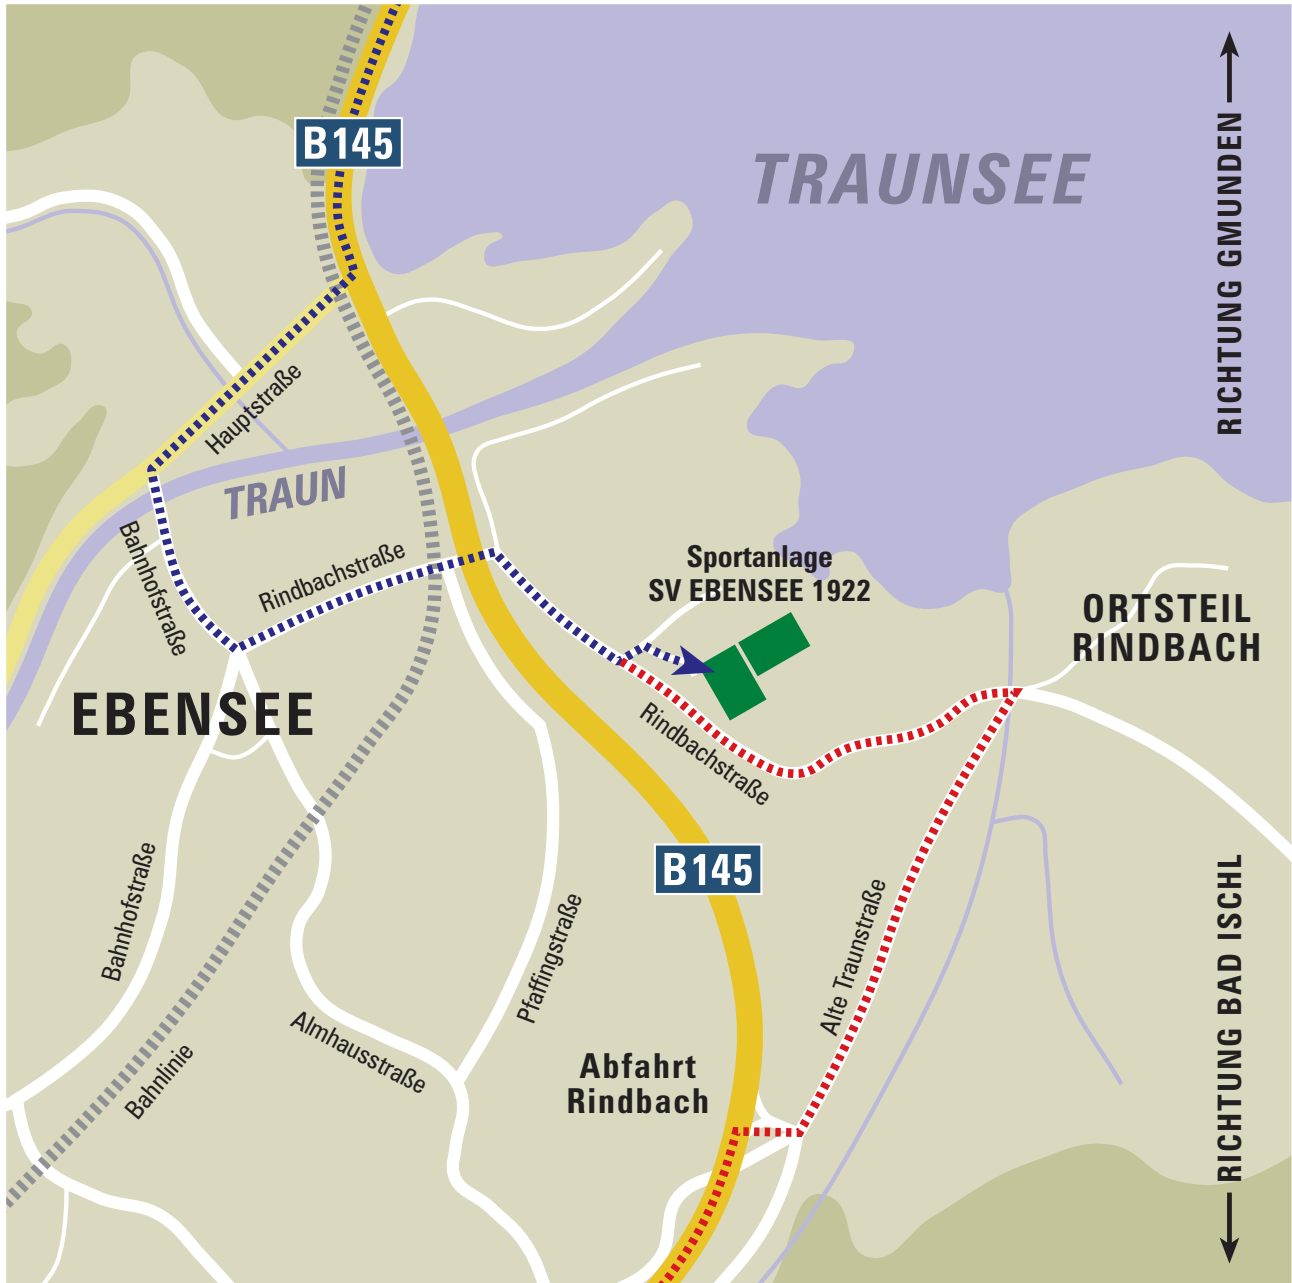 B145
TRAUNSEE
RICHTUNG GMUNDEN
Hauptstraße
TRAUN
Bahnhofstraße
Rindbachstraße
Sportanlage
SV EBENSEE 1922
ORTSTEIL
RINDBACH
EBENSEE
Rindbachstraße
B145
Bahnhofstraße
Pfaffingstraße
Alte Traunstraße
RICHTUNG BAD ISCHL
Almhausstraße
Bahnlinie
Abfahrt
Rindbach